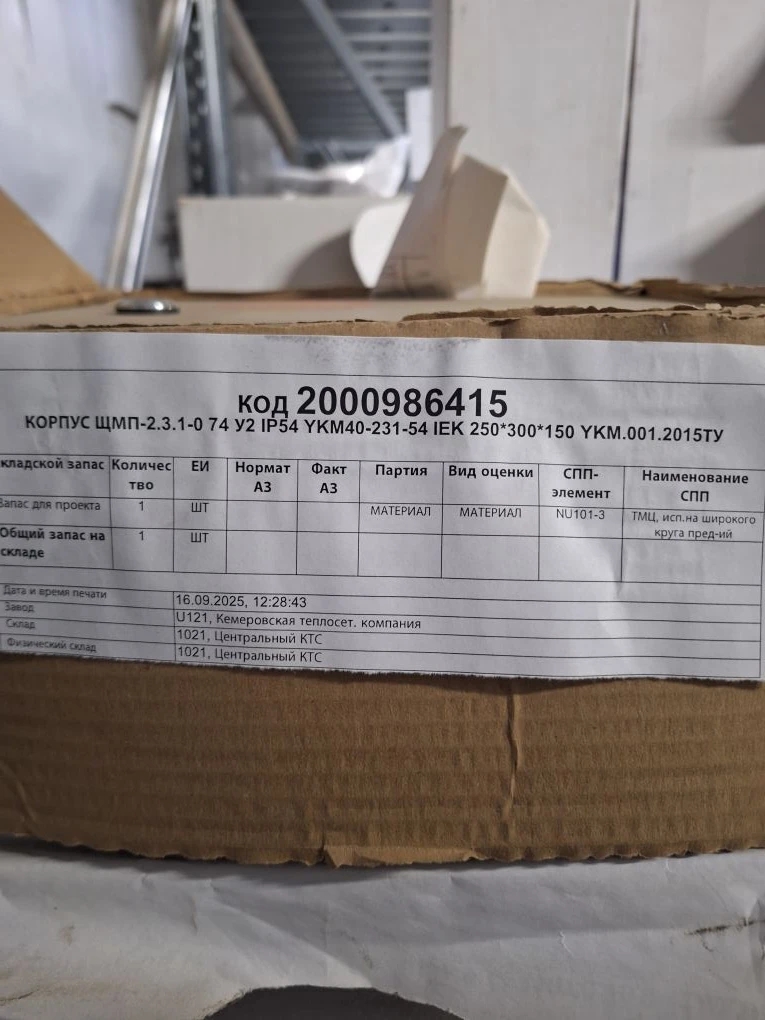 код 2000986415
КОРПУС ЩМП-2.3.1-0 74 У2 IP54 YKM40-231-54 IEK 250*300*150 YKM.001.2015ТУ
кладской запас Количес тво ЕИ Нормат АЗ Факт АЗ Партия Вид оценки СПП-элемент Наименование СПП
Запас для проекта 1 ШТ МАТЕРИАЛ МАТЕРИАЛ NU101-3 ТМЦ, исп.на широкого круга пред-ий
Общий запас на складе 1 ШТ
Дата и время печати 16.09.2025, 12:28:43
Завод U121, Кемеровская теплосет. компания
Склад 1021, Центральный КТС
Физический склад 1021, Центральный КТС